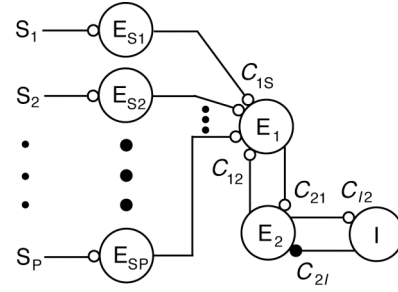 S1 ES1
C1S
S2 ES2
E1
C12
C21 CI2
SP ESP
E2 I
C2I